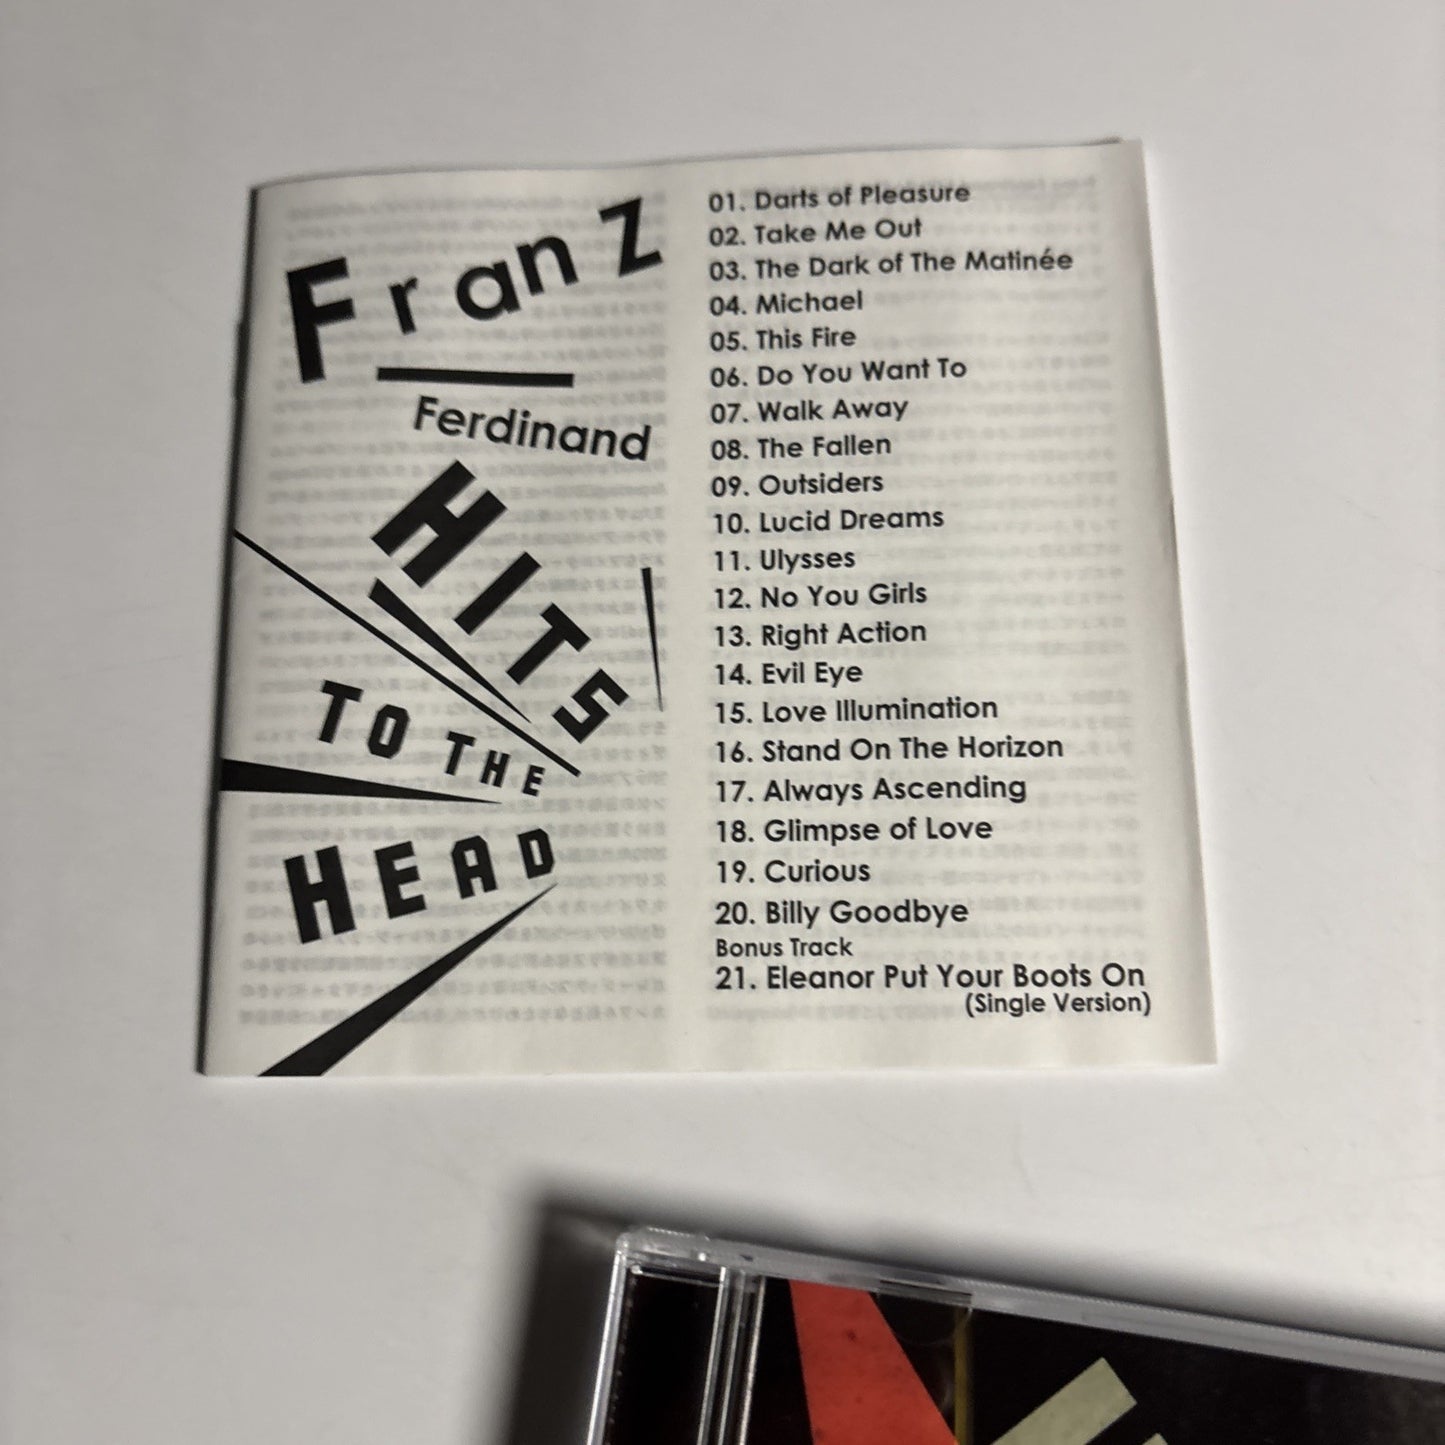 Franz
Ferdinand
HITS
TO THE
HEAD
01. Darts of Pleasure
02. Take Me Out
03. The Dark of The Matinée
04. Michael
05. This Fire
06. Do You Want To
07. Walk Away
08. The Fallen
09. Outsiders
10. Lucid Dreams
11. Ulysses
12. No You Girls
13. Right Action
14. Evil Eye
15. Love Illumination
16. Stand On The Horizon
17. Always Ascending
18. Glimpse of Love
19. Curious
20. Billy Goodbye
Bonus Track
21. Eleanor Put Your Boots On
(Single Version)